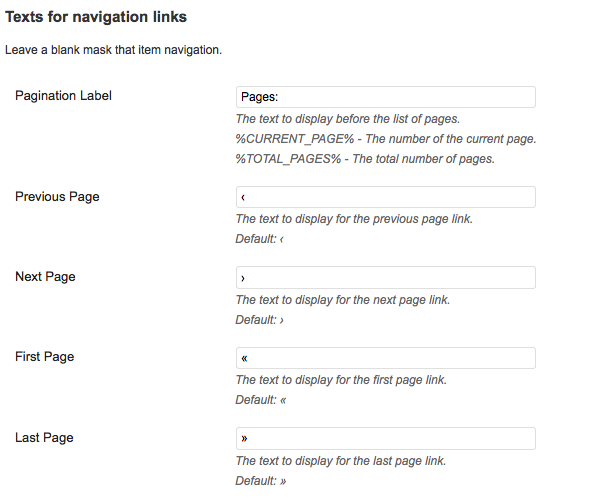 Texts for navigation links
Leave a blank mask that item navigation.
Pagination Label
Pages:
The text to display before the list of pages.
%CURRENT_PAGE% - The number of the current page.
%TOTAL_PAGES% - The total number of pages.
Previous Page
‹
The text to display for the previous page link.
Default: ‹
Next Page
›
The text to display for the next page link.
Default: ›
First Page
«
The text to display for the first page link.
Default: «
Last Page
»
The text to display for the last page link.
Default: »